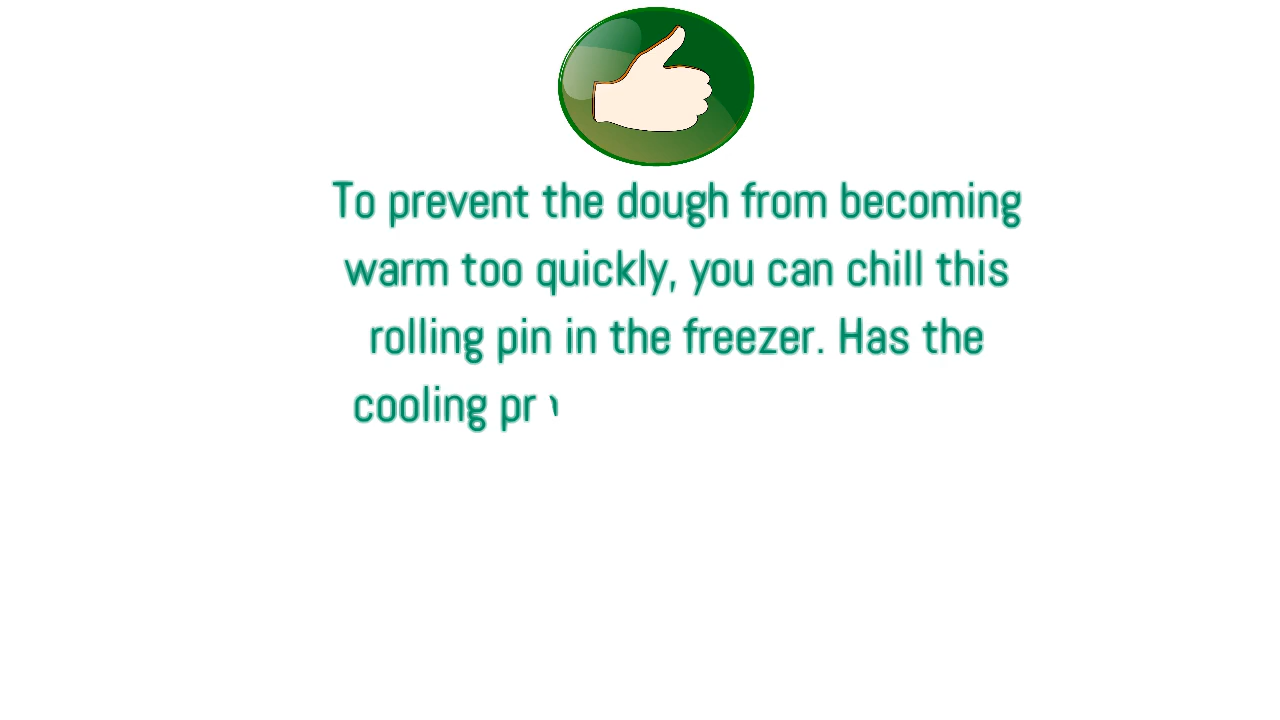 To prevent the dough from becoming
warm too quickly, you can chill this
rolling pin in the freezer. Has the
cooling